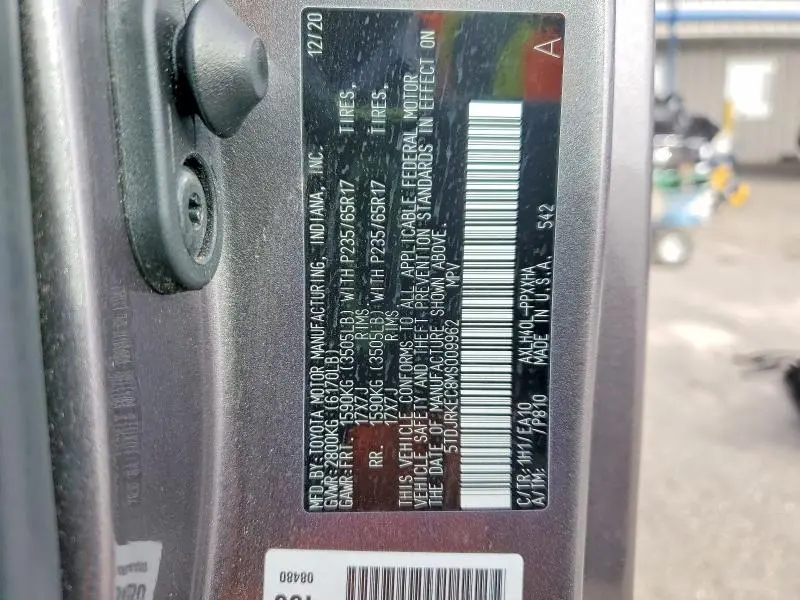 MFD.BY:TOYOTA MOTOR MANUFACTURING, INDIANA, INC. 12/20
GVWR:2800KG (6170LB)
GAWR:FRT. 1590KG (3505LB) WITH P235/65R17 TIRES,
17X7J RIMS
RR. 1590KG (3505LB) WITH P235/65R17 TIRES,
17X7J RIMS
THIS VEHICLE CONFORMS TO ALL APPLICABLE FEDERAL MOTOR
VEHICLE SAFETY AND THEFT PREVENTION STANDARDS IN EFFECT ON
THE DATE OF MANUFACTURE SHOWN ABOVE.
5TDJRKEC8MS009962 MPV
C/TR:1H1/EA10 AXLH40L-PPXXHA
A/TM: /P810 MADE IN U.S.A. 542
A
08480